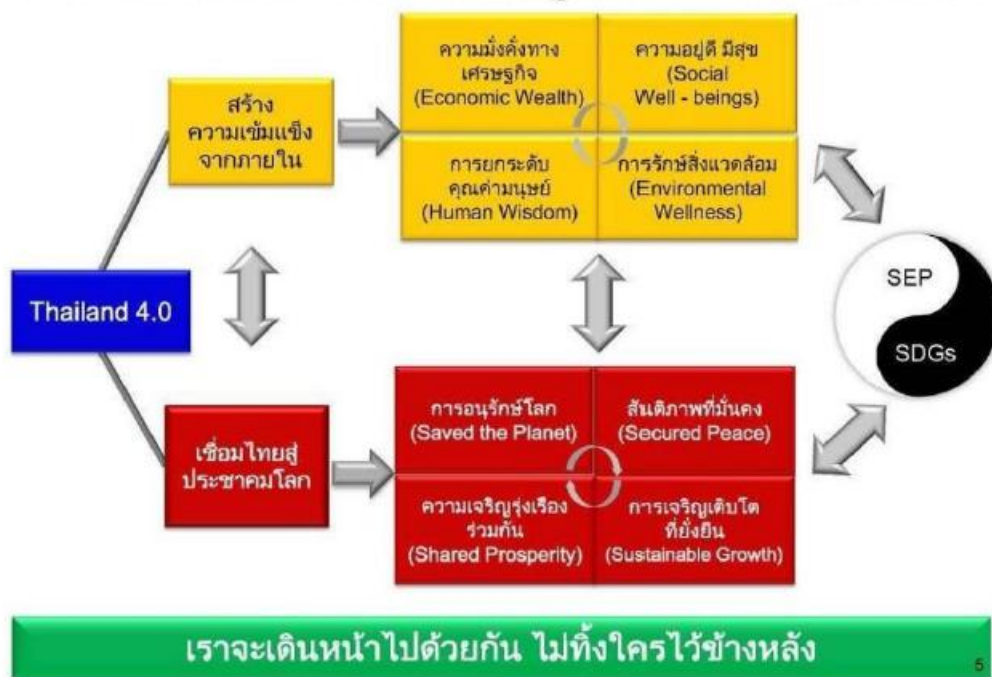 ความมั่งคั่งทาง
เศรษฐกิจ
(Economic Wealth)
ความอยู่ดี มีสุข
(Social
Well - beings)
สร้าง
ความเข้มแข็ง
จากภายใน
การยกระดับ
คุณค่ามนุษย์
(Human Wisdom)
การรักษ์สิ่งแวดล้อม
(Environmental
Wellness)
Thailand 4.0
SEP
SDGs
เชื่อมไทยสู่
ประชาคมโลก
การอนุรักษ์โลก
(Saved the Planet)
สันติภาพที่มั่นคง
(Secured Peace)
ความเจริญรุ่งเรือง
ร่วมกัน
(Shared Prosperity)
การเจริญเติบโต
ที่ยั่งยืน
(Sustainable Growth)
เราจะเดินหน้าไปด้วยกัน ไม่ทิ้งใครไว้ข้างหลัง
5